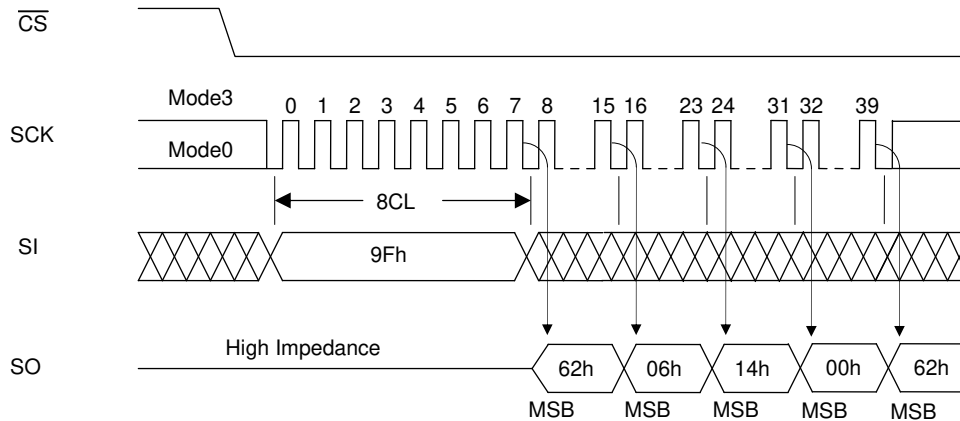 CS
Mode3
0 1 2 3 4 5 6 7 8 15 16 23 24 31 32 39
SCK
Mode0
8CL
SI
9Fh
High Impedance
SO
62h 06h 14h 00h 62h
MSB MSB MSB MSB MSB